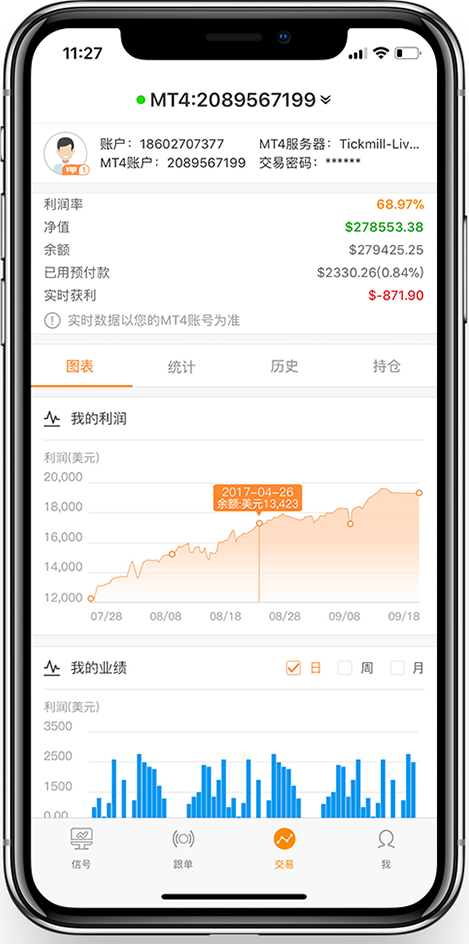 11:27
MT4:2089567199
账户：18602707377 MT4服务器：Tickmill-Liv...
MT4账户：2089567199 交易密码：******
vip 1
利润率 68.97%
净值 $278553.38
余额 $279425.25
已用预付款 $2330.26(0.84%)
实时获利 $-871.90
实时数据以您的MT4账号为准
图表 统计 历史 持仓
我的利润
利润(美元)
20,000
18,000
16,000
14,000
12,000
2017-04-26
余额:美元13,423
07/28 08/08 08/18 08/28 09/08 09/18
我的业绩 日 周 月
利润(美元)
3500
2500
1500
0.00
信号 跟单 交易 我